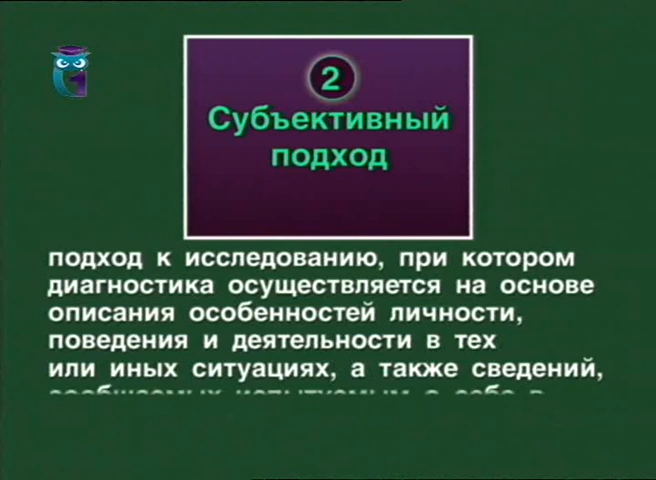 2
Субъективный
подход
подход к исследованию, при котором
диагностика осуществляется на основе
описания особенностей личности,
поведения и деятельности в тех
или иных ситуациях, а также сведений,